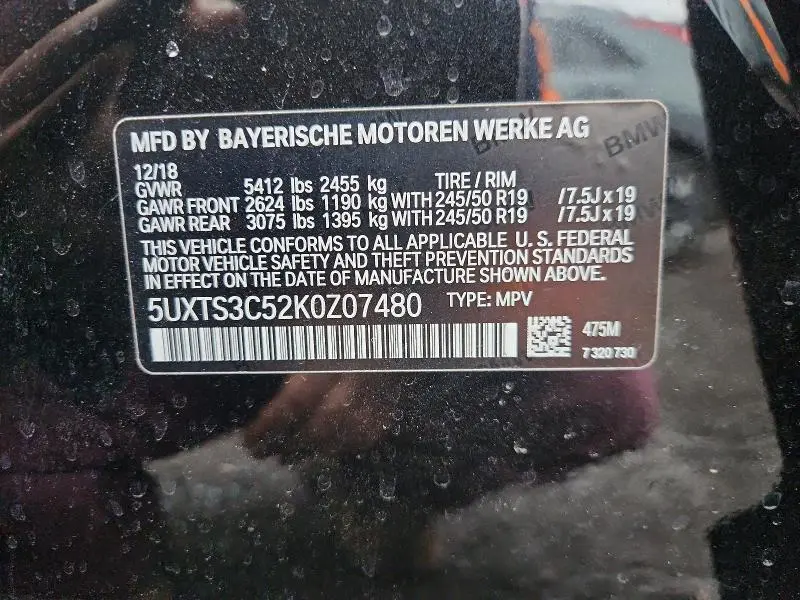 MFD BY BAYERISCHE MOTOREN WERKE AG
12/18
GVWR 5412 lbs 2455 kg TIRE / RIM
GAWR FRONT 2624 lbs 1190 kg WITH 245/50 R19 /7.5J x 19
GAWR REAR 3075 lbs 1395 kg WITH 245/50 R19 /7.5J x 19
THIS VEHICLE CONFORMS TO ALL APPLICABLE U. S. FEDERAL
MOTOR VEHICLE SAFETY AND THEFT PREVENTION STANDARDS
IN EFFECT ON THE DATE OF MANUFACTURE SHOWN ABOVE.
5UXTS3C52K0Z07480 TYPE: MPV
475M
7 320 730
BMW